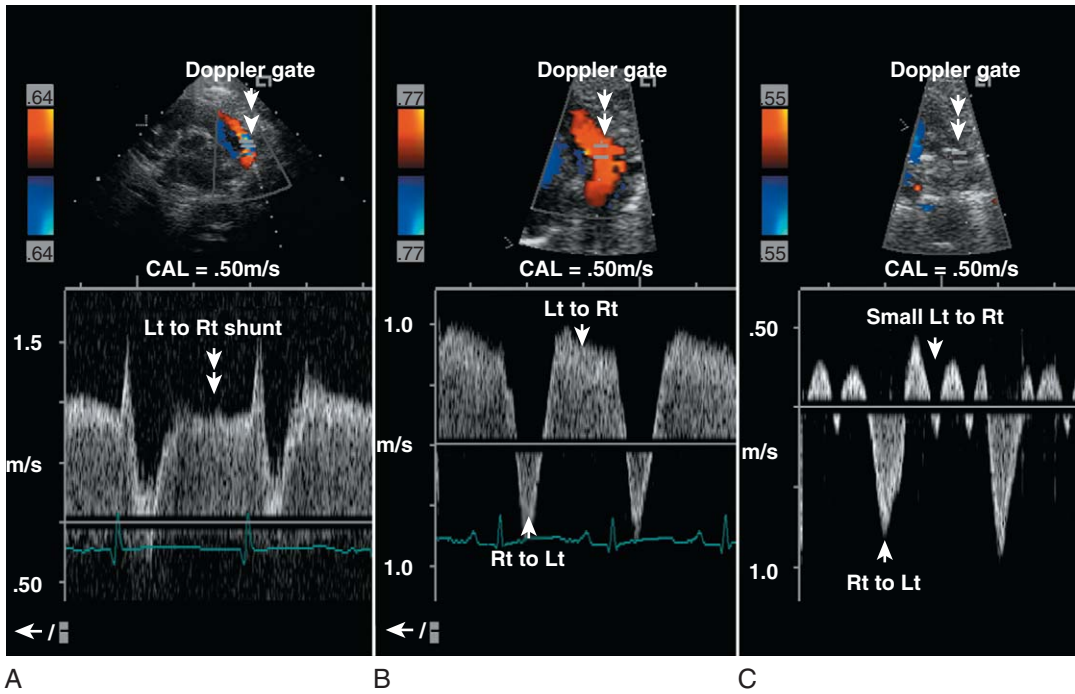 Doppler gate
.64
.64
CAL = .50m/s
Lt to Rt shunt
1.5
m/s
.50
/
A
Doppler gate
.77
.77
CAL = .50m/s
Lt to Rt
1.0
m/s
Rt to Lt
1.0
/
B
Doppler gate
.55
.55
CAL = .50m/s
Small Lt to Rt
.50
m/s
Rt to Lt
1.0
C